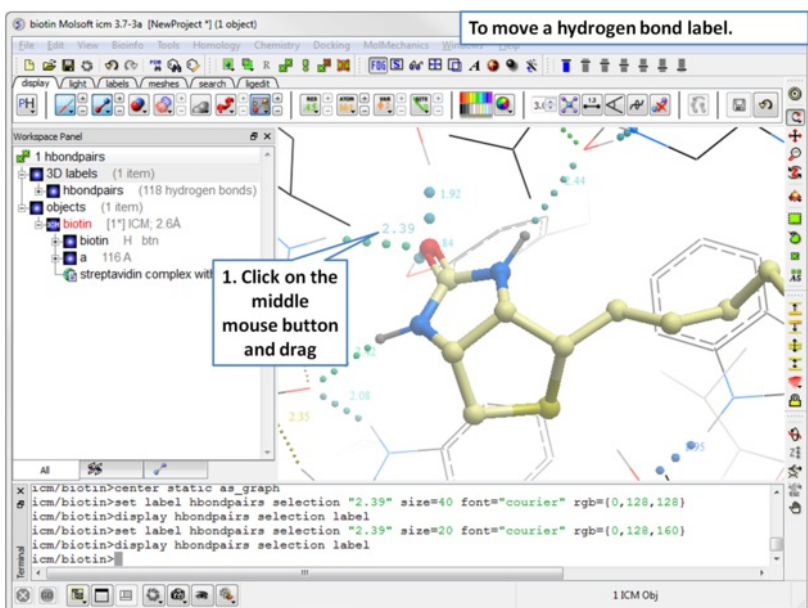 biotin Molsoft icm 3.7-3a [NewProject *] (1 object)
To move a hydrogen bond label.
File Edit View Bioinfo Tools Homology Chemistry Docking MolMechanics Windows Help
display light labels meshes search ligedit
Workspace Panel
1 hbondpairs
3D labels (1 item)
hbondpairs (118 hydrogen bonds)
objects (1 item)
biotin [1*] ICM; 2.6Å
biotin H btn
a 116 A
streptavidin complex with
All
1.92
2.44
2.39
.84
1. Click on the
middle
mouse button
and drag
2.08
2.35
1.95
icm/biotin>center static as_graph
icm/biotin>set label hbondpairs selection "2.39" size=40 font="courier" rgb={0,128,128}
icm/biotin>display hbondpairs selection label
icm/biotin>set label hbondpairs selection "2.39" size=20 font="courier" rgb={0,128,160}
icm/biotin>display hbondpairs selection label
icm/biotin>
Terminal
1 ICM Obj